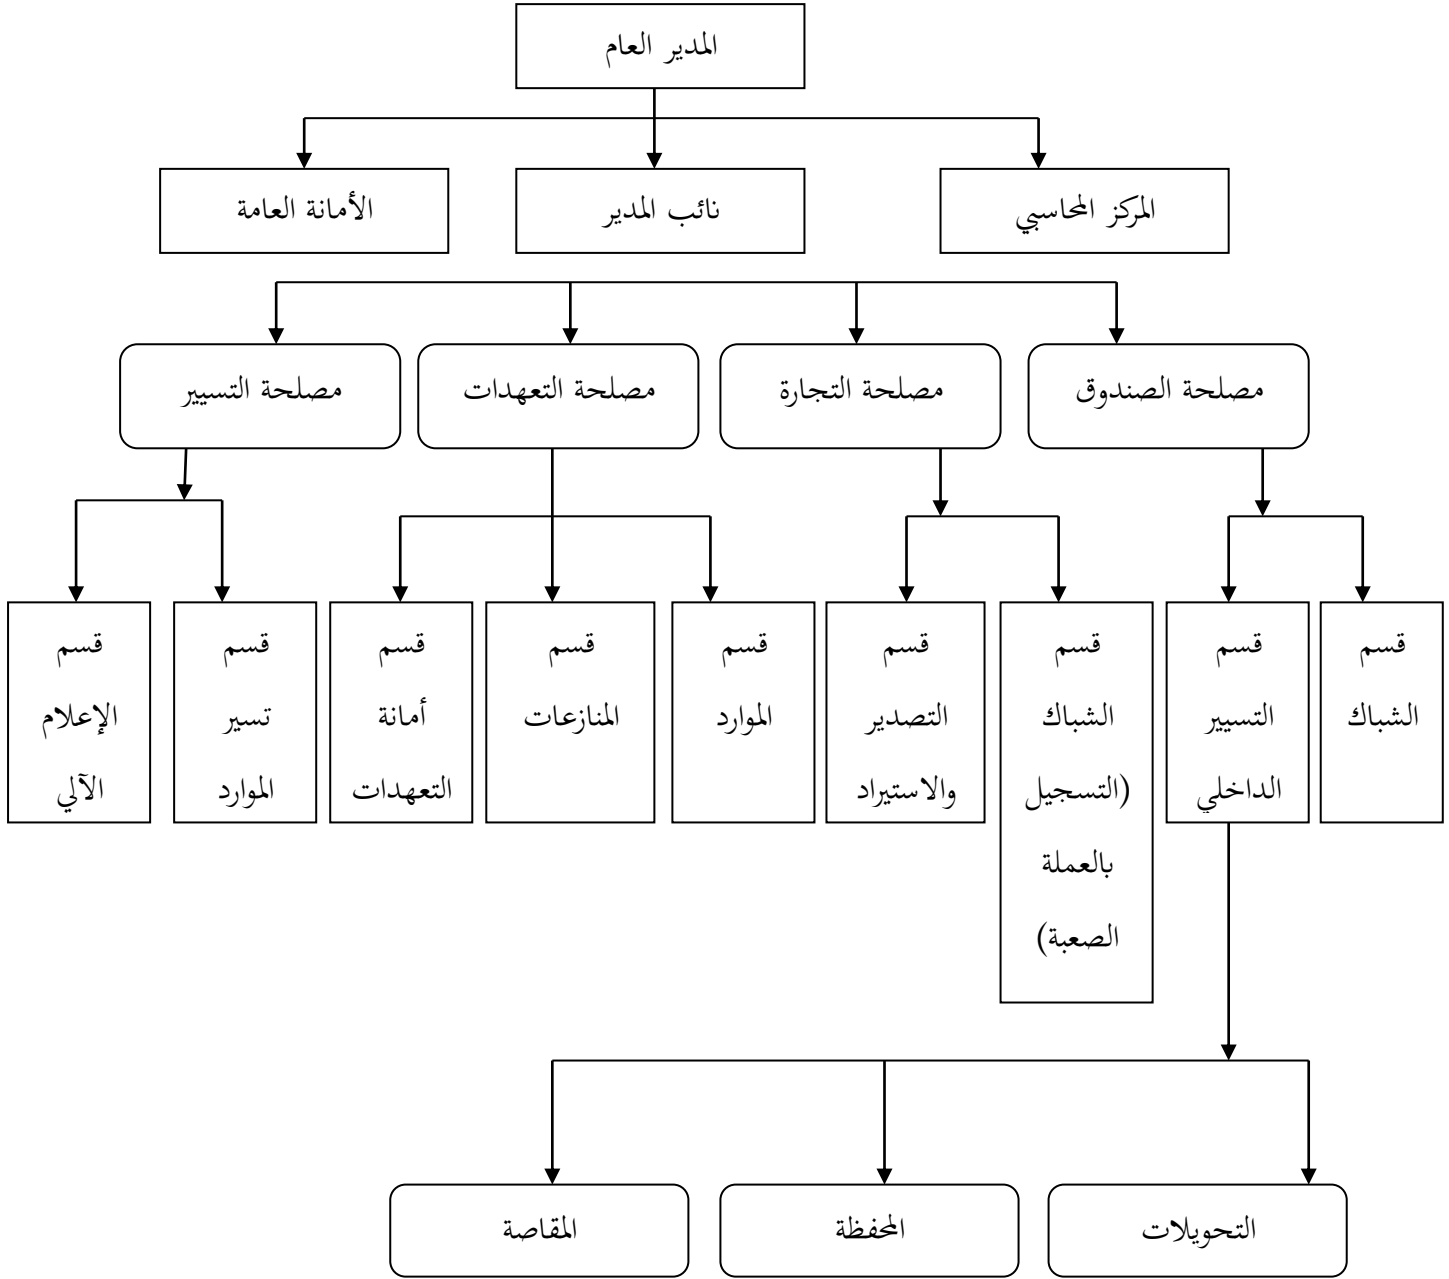 المدير العام
المركز المحاسبي
نائب المدير
الأمانة العامة
مصلحة الصندوق
مصلحة التجارة
مصلحة التعهدات
مصلحة التسيير
قسم
الشباك
قسم
التسيير
الداخلي
قسم
الشباك
(التسجيل
بالعملة
الصعبة)
قسم
التصدير
والاستيراد
قسم
الموارد
قسم
المنازعات
قسم
أمانة
التعهدات
قسم
تسير
الموارد
قسم
الإعلام
الآلي
التحويلات
المحفظة
المقاصة